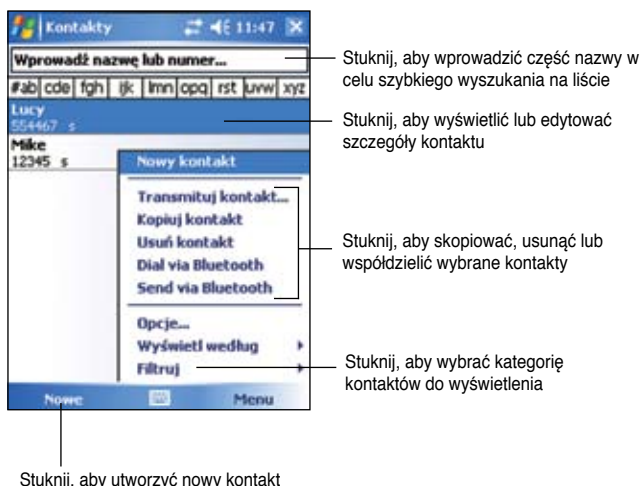 Kontakty 11:47
Wprowadź nazwę lub numer...
#ab cde fgh ijk lmn opq rst uvw xyz
Lucy
554467 s
Mike
12345 s
Nowy kontakt
Transmituj kontakt...
Kopiuj kontakt
Usuń kontakt
Dial via Bluetooth
Send via Bluetooth
Opcje...
Wyświetl według
Filtruj
Nowe Menu
Stuknij, aby wprowadzić część nazwy w
celu szybkiego wyszukania na liście
Stuknij, aby wyświetlić lub edytować
szczegóły kontaktu
Stuknij, aby skopiować, usunąć lub
współdzielić wybrane kontakty
Stuknij, aby wybrać kategorię
kontaktów do wyświetlenia
Stuknij, aby utworzyć nowy kontakt